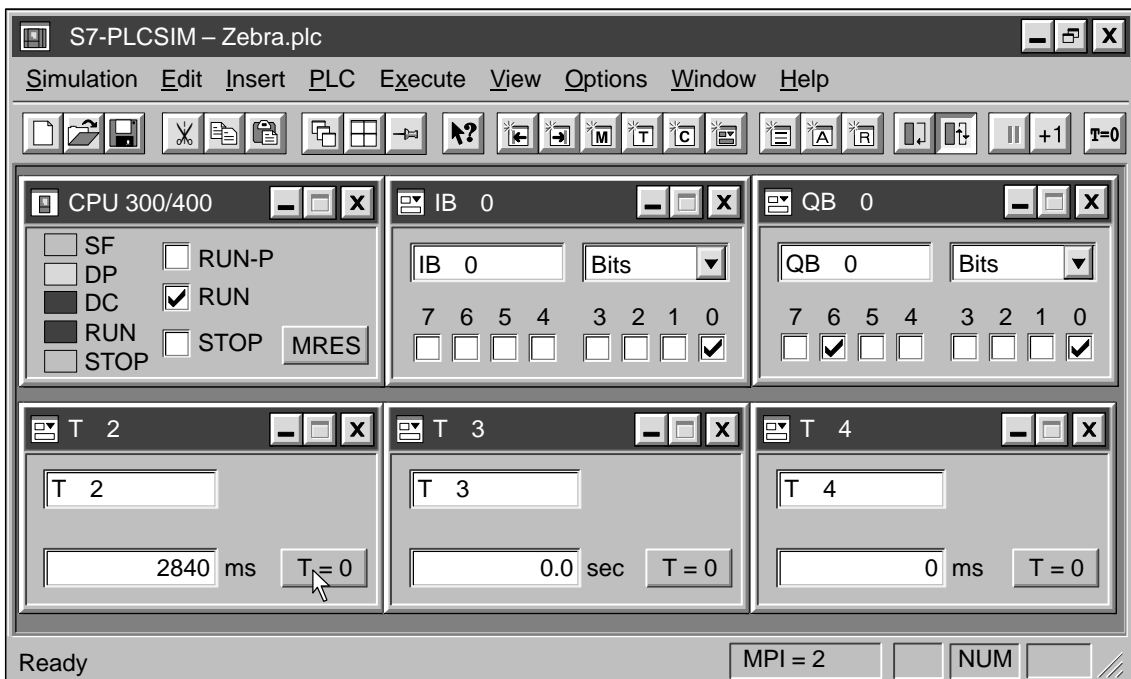 S7-PLCSIM – Zebra.plc
Simulation Edit Insert PLC Execute View Options Window Help
M T C A R +1 T=0
CPU 300/400
SF
DP
DC
RUN
STOP
RUN-P
RUN
STOP
MRES
IB 0
IB 0 Bits
7 6 5 4 3 2 1 0
QB 0
QB 0 Bits
7 6 5 4 3 2 1 0
T 2
T 2
2840 ms T = 0
T 3
T 3
0.0 sec T = 0
T 4
T 4
0 ms T = 0
Ready MPI = 2 NUM